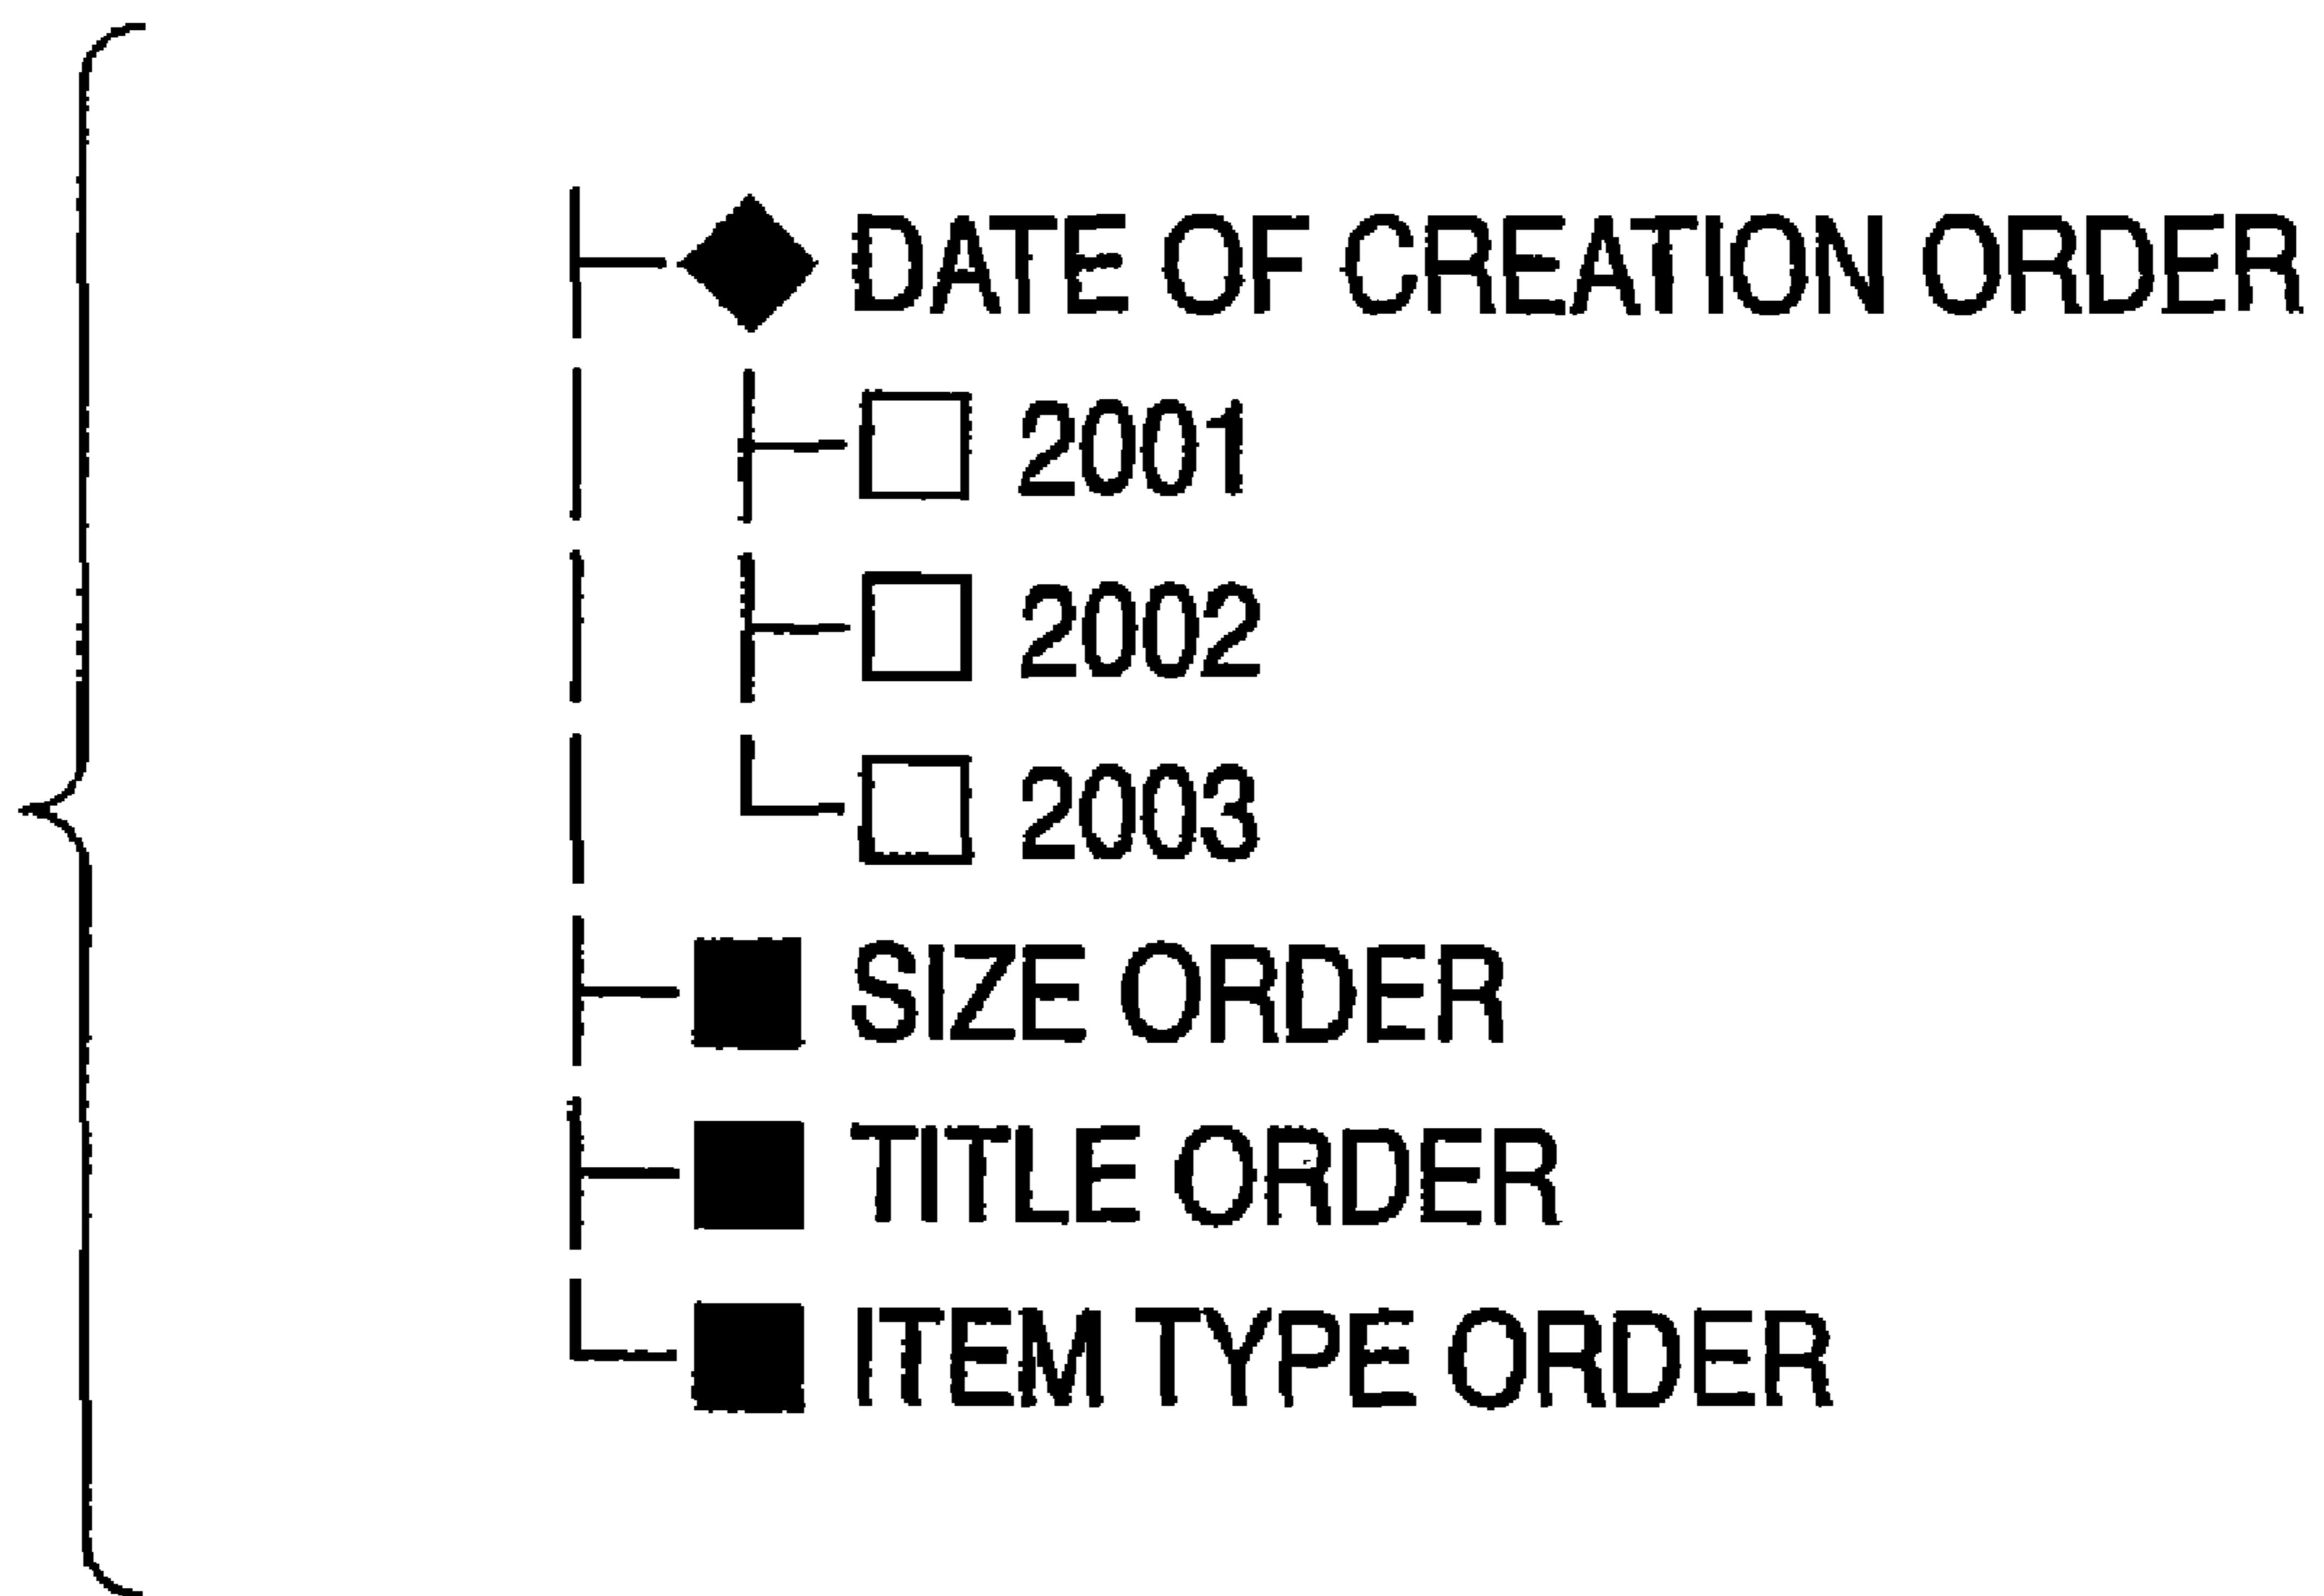 DATE OF CREATION ORDER
2001
2002
2003
SIZE ORDER
TITLE ORDER
ITEM TYPE ORDER